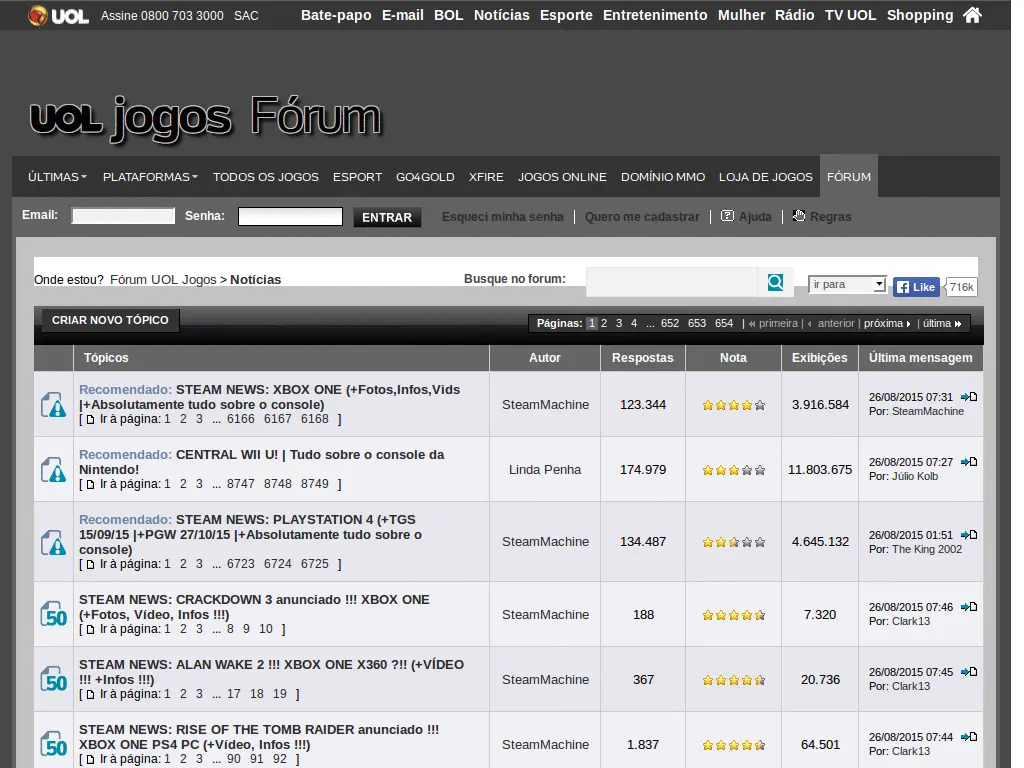 UOL Assine 0800 703 3000 SAC Bate-papo E-mail BOL Notícias Esporte Entretenimento Mulher Rádio TV UOL Shopping
UOL jogos Fórum
ÚLTIMAS PLATAFORMAS TODOS OS JOGOS ESPORT GO4GOLD XFIRE JOGOS ONLINE DOMÍNIO MMO LOJA DE JOGOS FÓRUM
Email: Senha: ENTRAR Esqueci minha senha | Quero me cadastrar | Ajuda | Regras
Onde estou? Fórum UOL Jogos > Notícias Busque no forum: ir para Like 716k
CRIAR NOVO TÓPICO Páginas: 1 2 3 4 ... 652 653 654 | primeira | anterior | próxima | última
Tópicos Autor Respostas Nota Exibições Última mensagem
Recomendado: STEAM NEWS: XBOX ONE (+Fotos,Infos,Vids
|+Absolutamente tudo sobre o console)
[ Ir à página: 1 2 3 ... 6166 6167 6168 ]
SteamMachine 123.344 3.916.584
26/08/2015 07:31
Por: SteamMachine
Recomendado: CENTRAL WII U! | Tudo sobre o console da
Nintendo!
[ Ir à página: 1 2 3 ... 8747 8748 8749 ]
Linda Penha 174.979 11.803.675
26/08/2015 07:27
Por: Júlio Kolb
Recomendado: STEAM NEWS: PLAYSTATION 4 (+TGS
15/09/15 |+PGW 27/10/15 |+Absolutamente tudo sobre o
console)
[ Ir à página: 1 2 3 ... 6723 6724 6725 ]
SteamMachine 134.487 4.645.132
26/08/2015 01:51
Por: The King 2002
50
STEAM NEWS: CRACKDOWN 3 anunciado !!! XBOX ONE
(+Fotos, Vídeo, Infos !!!)
[ Ir à página: 1 2 3 ... 8 9 10 ]
SteamMachine 188 7.320
26/08/2015 07:46
Por: Clark13
50
STEAM NEWS: ALAN WAKE 2 !!! XBOX ONE X360 ?!! (+VÍDEO
!!! +Infos !!!)
[ Ir à página: 1 2 3 ... 17 18 19 ]
SteamMachine 367 20.736
26/08/2015 07:45
Por: Clark13
50
STEAM NEWS: RISE OF THE TOMB RAIDER anunciado !!!
XBOX ONE PS4 PC (+Vídeo, Infos !!!)
[ Ir à página: 1 2 3 ... 90 91 92 ]
SteamMachine 1.837 64.501
26/08/2015 07:44
Por: Clark13